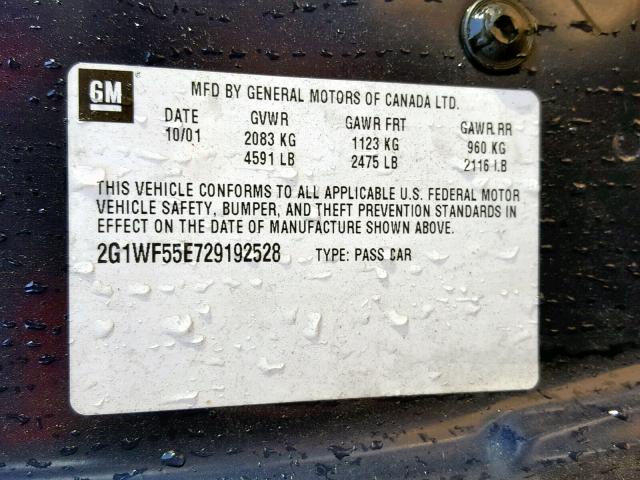 GM
MFD BY GENERAL MOTORS OF CANADA LTD.
DATE GVWR GAWR FRT GAWR RR
10/01 2083 KG 1123 KG 960 KG
4591 LB 2475 LB 2116 LB
THIS VEHICLE CONFORMS TO ALL APPLICABLE U.S. FEDERAL MOTOR
VEHICLE SAFETY, BUMPER, AND THEFT PREVENTION STANDARDS IN
EFFECT ON THE DATE OF MANUFACTURE SHOWN ABOVE.
2G1WF55E729192528 TYPE: PASS CAR